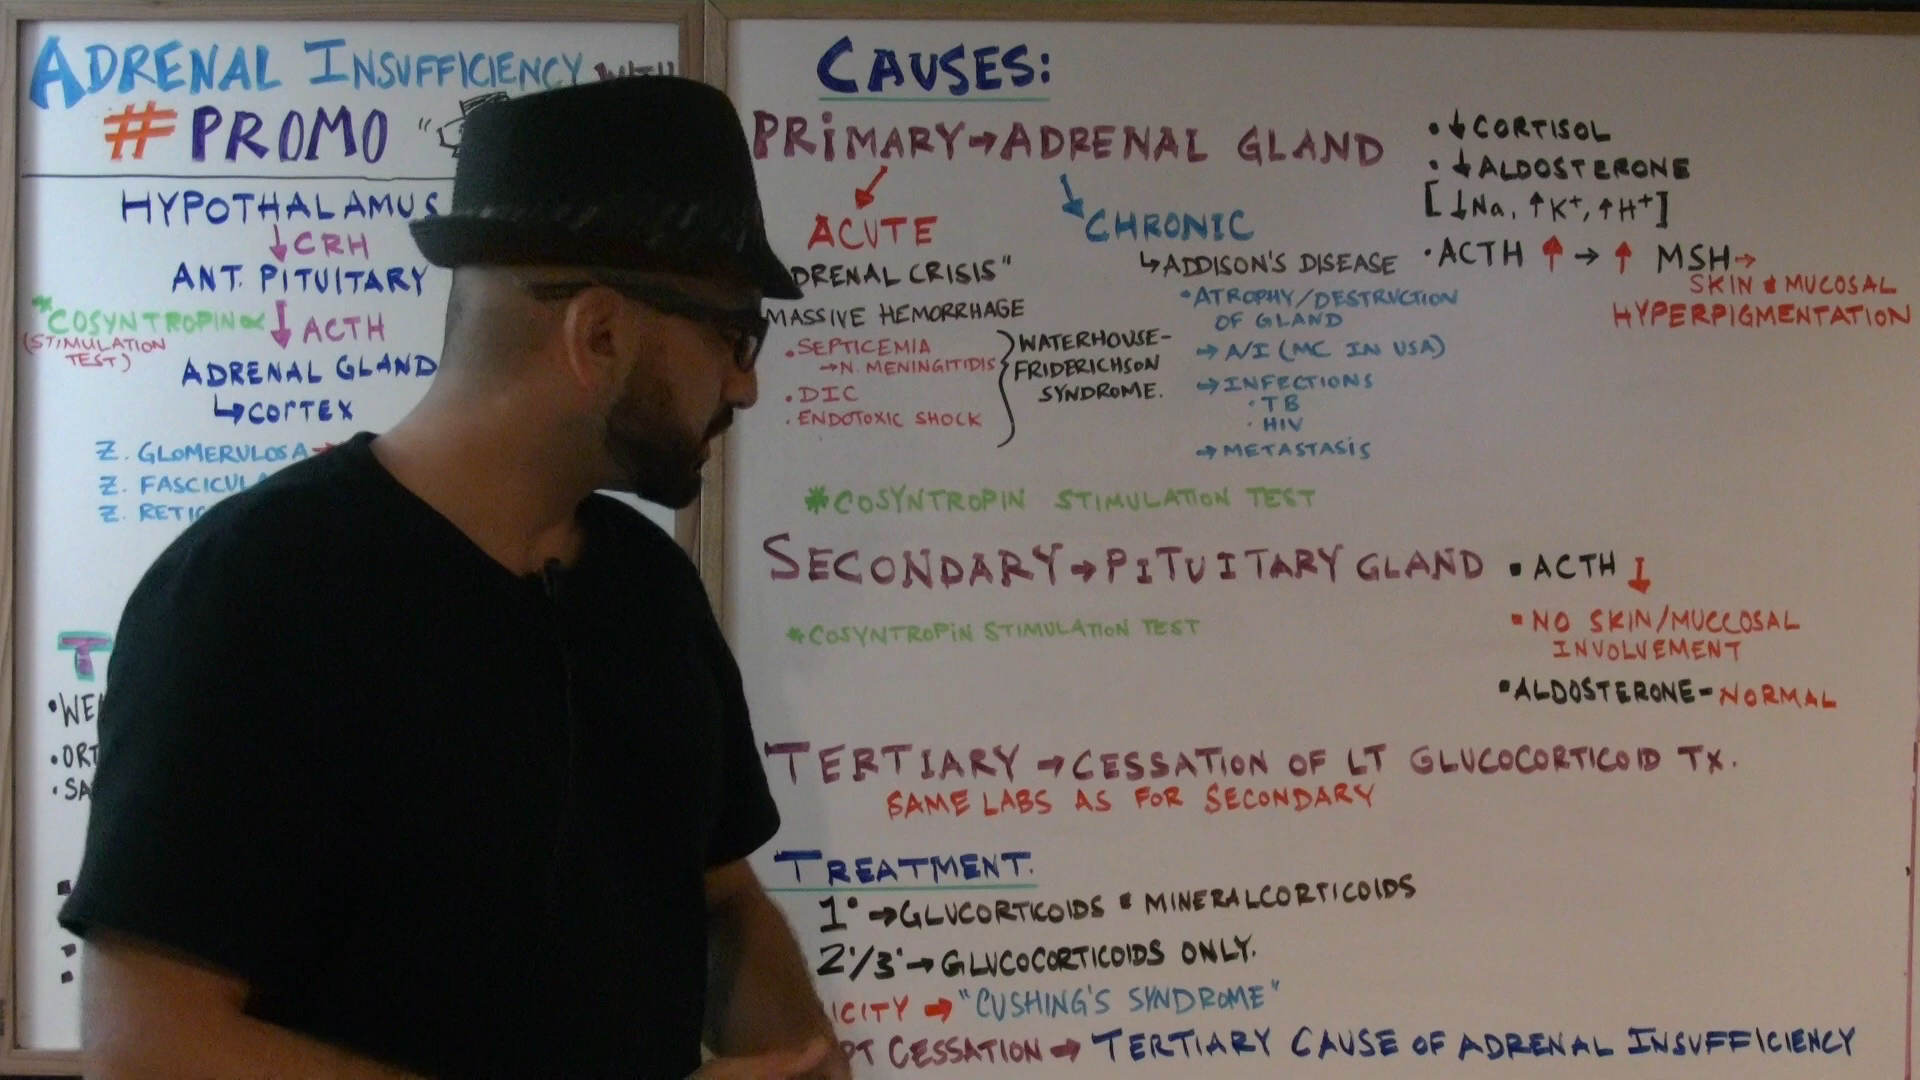 ADRENAL INSUFFICIENCY WITH
#PROMO "
HYPOTHALAMUS
↓CRH
ANT. PITUITARY
*COSYNTROPIN
↓ACTH
(STIMULATION
TEST)
ADRENAL GLAND
↳CORTEX
Z. GLOMERULOSA→
Z. FASCICULA
Z. RETIC
T
•WE
•ORT
•SA
CAUSES:
PRIMARY→ADRENAL GLAND
ACUTE
DRENAL CRISIS"
MASSIVE HEMORRHAGE
•SEPTICEMIA
→N. MENINGITIDIS
•DIC
•ENDOTOXIC SHOCK
WATERHOUSE-
FRIDERICHSON
SYNDROME.
CHRONIC
↳ADDISON'S DISEASE
•ATROPHY/DESTRUCTION
OF GLAND
→A/I (MC IN USA)
→INFECTIONS
•TB
•HIV
→METASTASIS
•↓CORTISOL
•↓ALDOSTERONE
[↓Na, ↑K+, ↑H+]
•ACTH ↑→↑ MSH→
SKIN & MUCOSAL
HYPERPIGMENTATION
*COSYNTROPIN STIMULATION TEST
SECONDARY→PITUITARY GLAND
•ACTH↓
•NO SKIN/MUCCOSAL
INVOLVEMENT
•ALDOSTERONE-NORMAL
*COSYNTROPIN STIMULATION TEST
TERTIARY→CESSATION OF LT GLUCOCORTICOID TX.
SAME LABS AS FOR SECONDARY
TREATMENT.
1°→GLUCORTICOIDS & MINERALCORTICOIDS
2°/3°→GLUCOCORTICOIDS ONLY.
ICITY→"CUSHING'S SYNDROME"
PT CESSATION→TERTIARY CAUSE OF ADRENAL INSUFFICIENCY